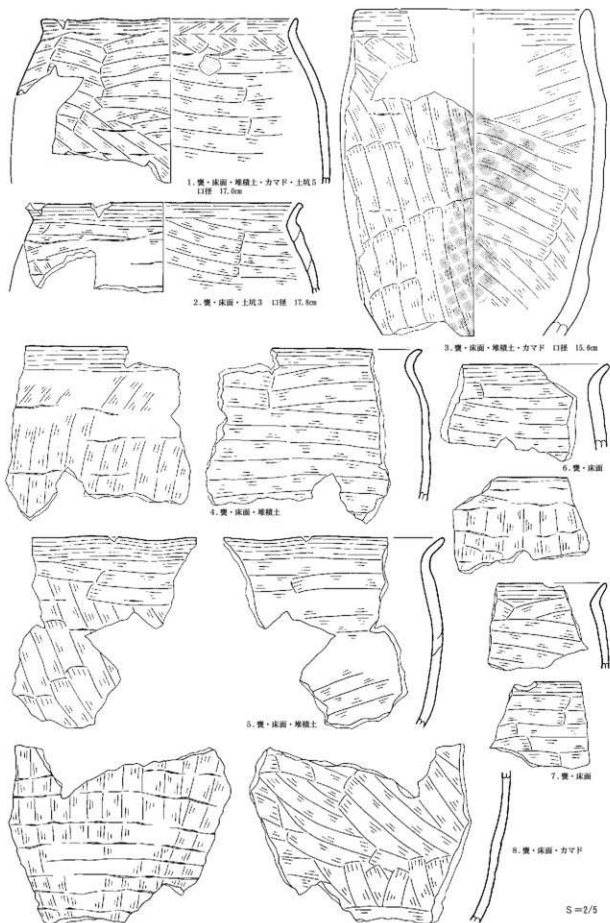 1. 甕・床面・堆積土・カマド・土坑5
口径 17.0cm
2. 甕・床面・土坑3 口径 17.8cm
3. 甕・床面・堆積土・カマド 口径 15.6cm
4. 甕・床面・堆積土
6. 甕・床面
5. 甕・床面・堆積土
7. 甕・床面
8. 甕・床面・カマド
S=2/5